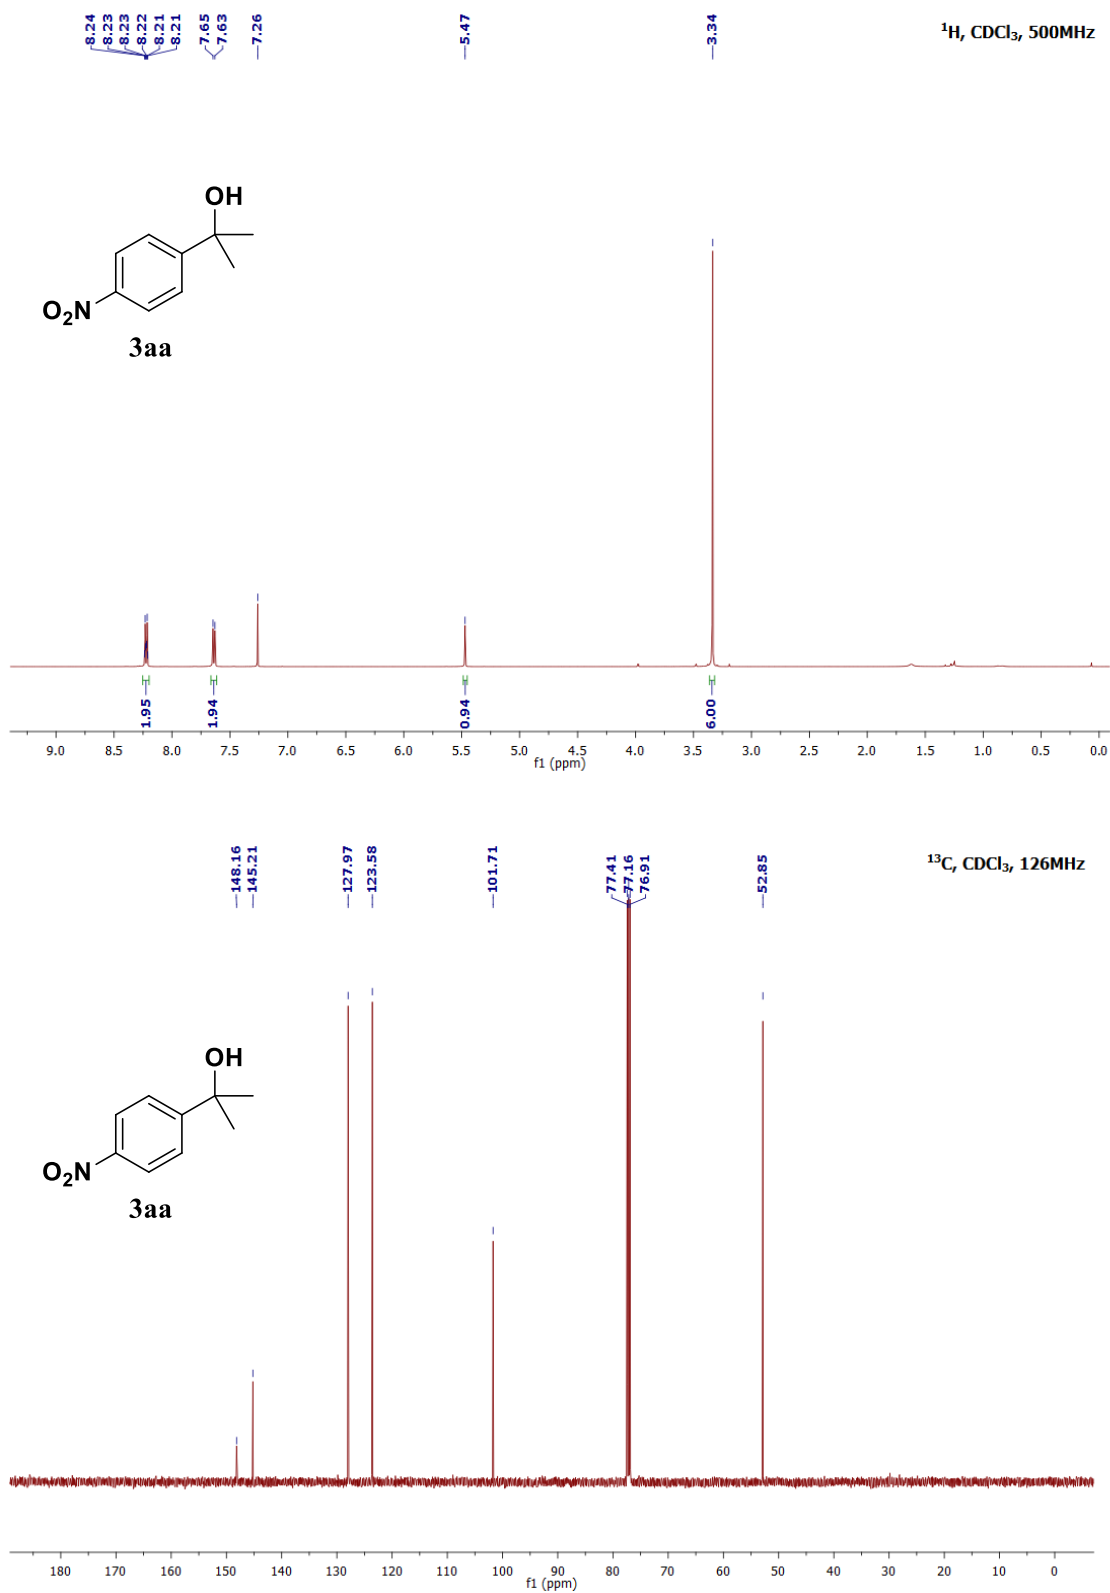 8.24
8.23
8.23
8.22
8.21
8.21
7.65
7.63
7.26
5.47
3.34
¹H, CDCl₃, 500MHz
OH
O₂N
3aa
1.95
1.94
0.94
6.00
9.0 8.5 8.0 7.5 7.0 6.5 6.0 5.5 5.0 4.5 4.0 3.5 3.0 2.5 2.0 1.5 1.0 0.5 0.0
f1 (ppm)
148.16
145.21
127.97
123.58
101.71
77.41
77.16
76.91
52.85
¹³C, CDCl₃, 126MHz
OH
O₂N
3aa
180 170 160 150 140 130 120 110 100 90 80 70 60 50 40 30 20 10 0
f1 (ppm)